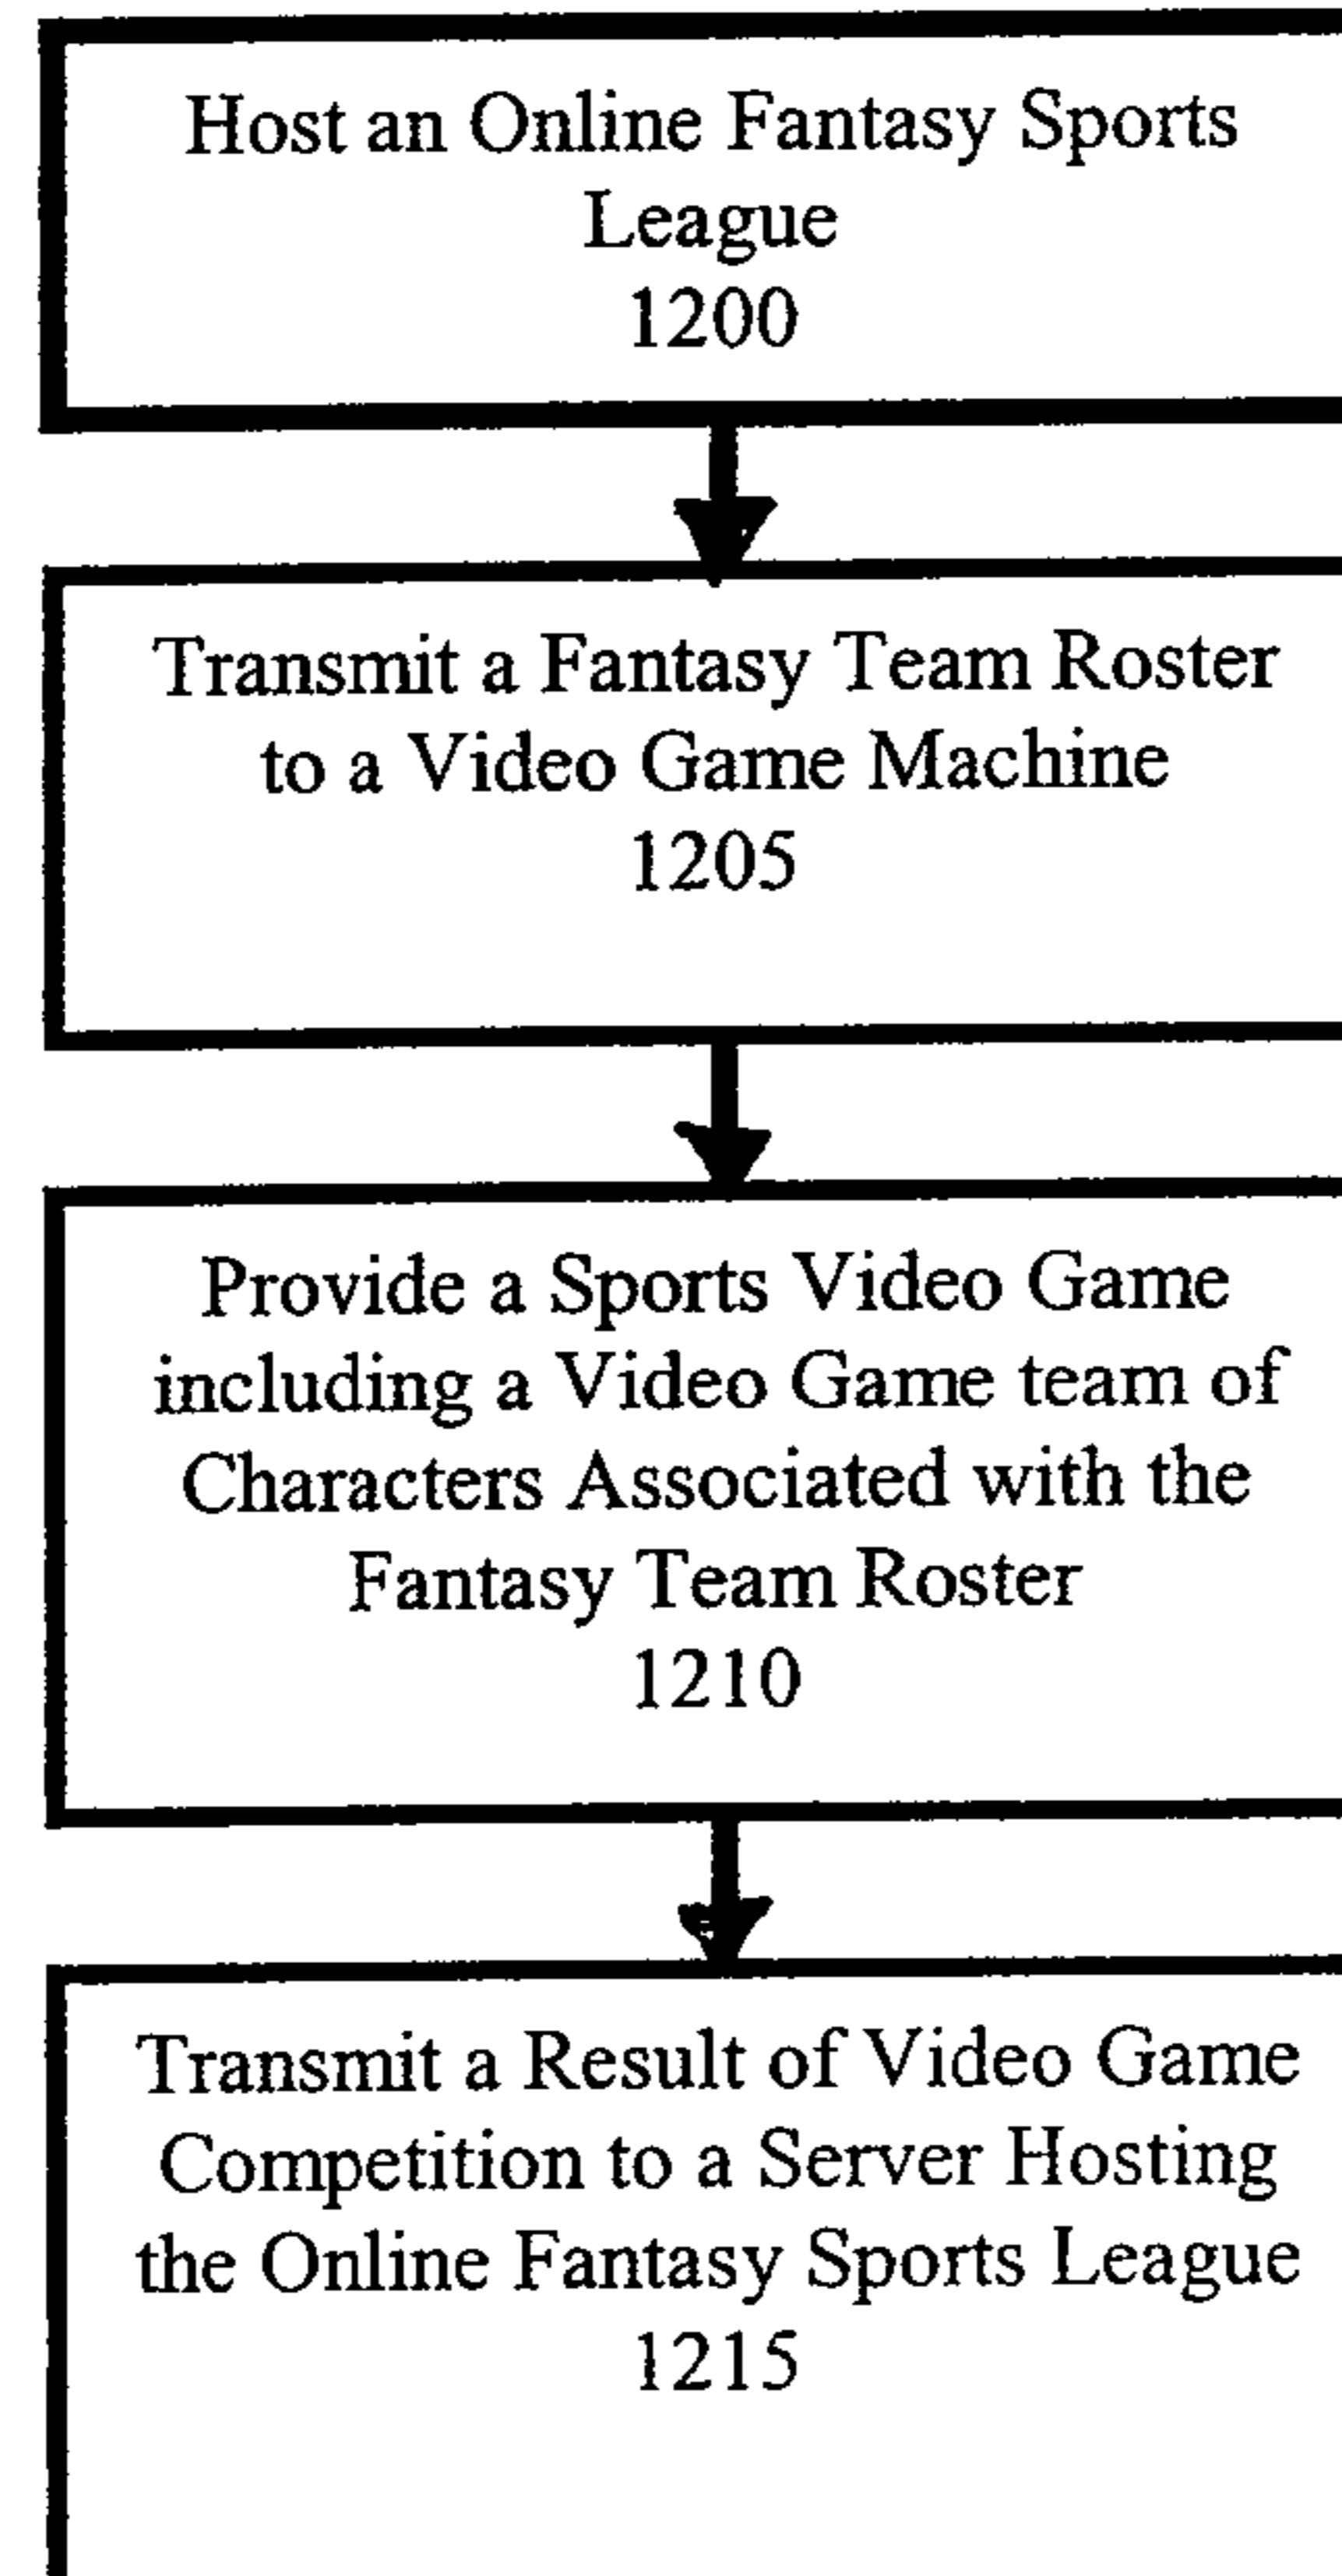 Host an Online Fantasy Sports
League
1200
Transmit a Fantasy Team Roster
to a Video Game Machine
1205
Provide a Sports Video Game
including a Video Game team of
Characters Associated with the
Fantasy Team Roster
1210
Transmit a Result of Video Game
Competition to a Server Hosting
the Online Fantasy Sports League
1215